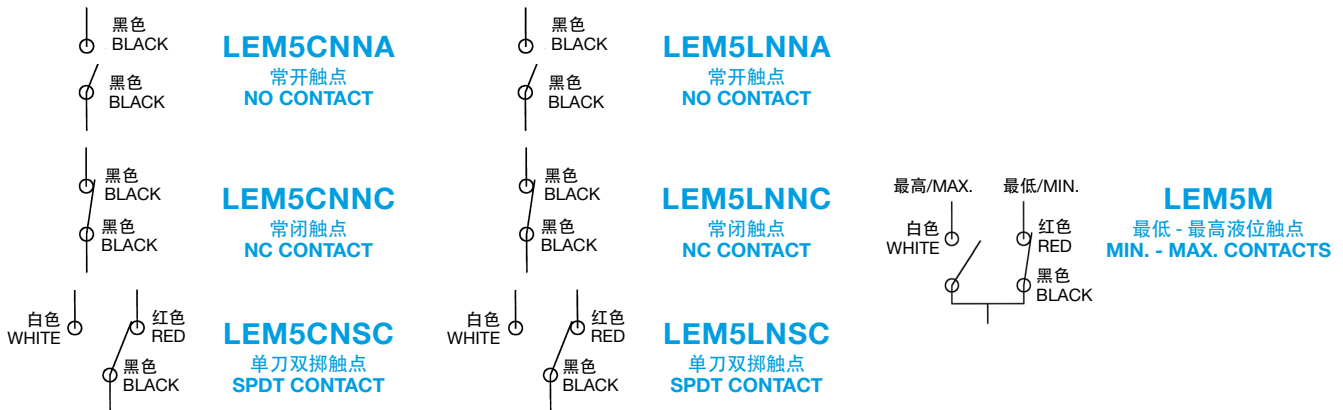 黑色
BLACK
黑色
BLACK
LEM5CNNA
常开触点
NO CONTACT
黑色
BLACK
黑色
BLACK
LEM5LNNA
常开触点
NO CONTACT
黑色
BLACK
黑色
BLACK
LEM5CNNC
常闭触点
NC CONTACT
黑色
BLACK
黑色
BLACK
LEM5LNNC
常闭触点
NC CONTACT
最高/MAX.
最低/MIN.
白色
WHITE
红色
RED
黑色
BLACK
LEM5M
最低 - 最高液位触点
MIN. - MAX. CONTACTS
白色
WHITE
红色
RED
黑色
BLACK
LEM5CNSC
单刀双掷触点
SPDT CONTACT
白色
WHITE
红色
RED
黑色
BLACK
LEM5LNSC
单刀双掷触点
SPDT CONTACT